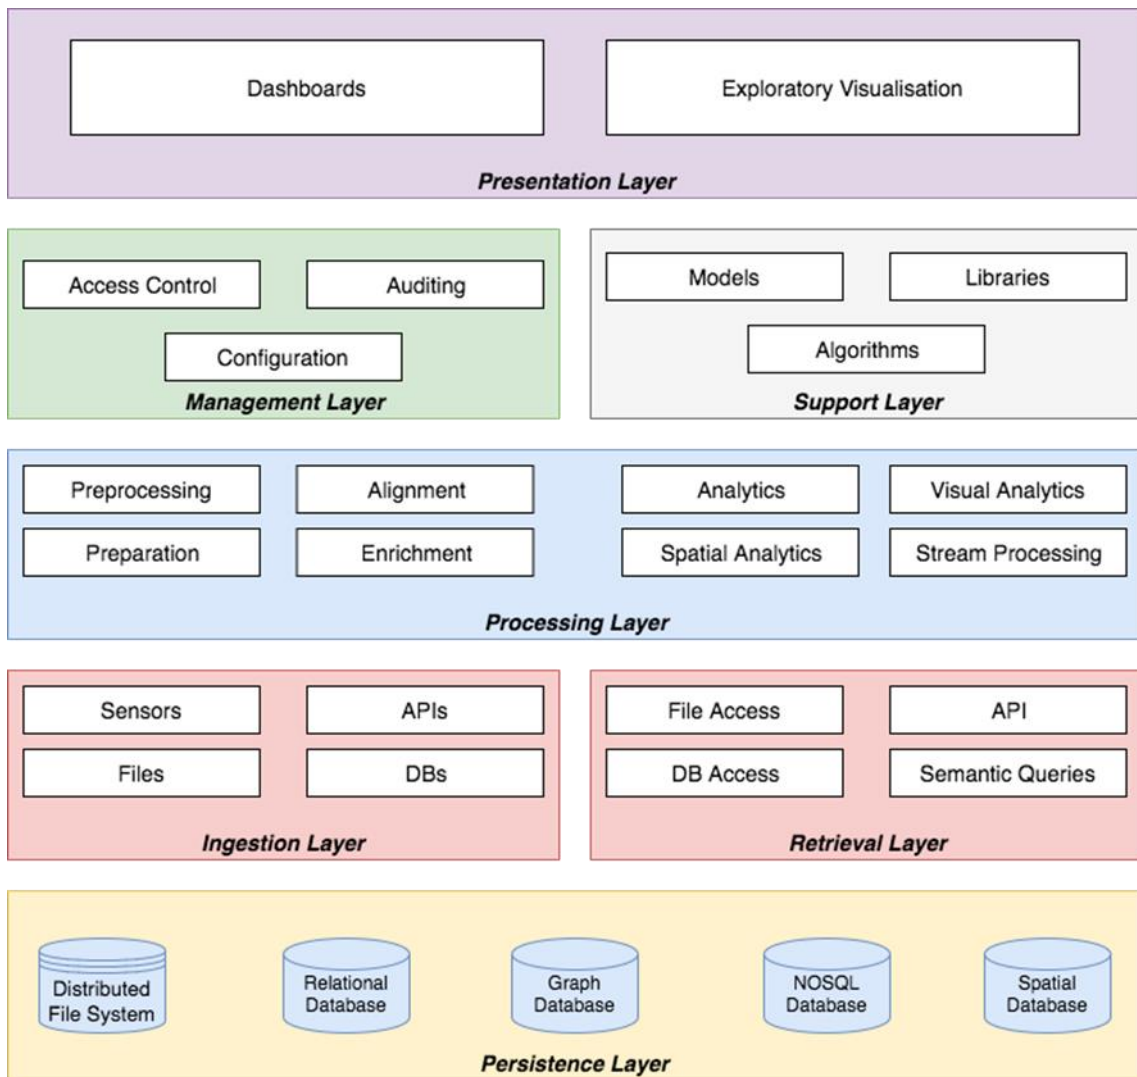 Dashboards
Exploratory Visualisation
Presentation Layer
Access Control
Auditing
Configuration
Management Layer
Models
Libraries
Algorithms
Support Layer
Preprocessing
Alignment
Analytics
Visual Analytics
Preparation
Enrichment
Spatial Analytics
Stream Processing
Processing Layer
Sensors
APIs
Files
DBs
Ingestion Layer
File Access
API
DB Access
Semantic Queries
Retrieval Layer
Distributed
File System
Relational
Database
Graph
Database
NOSQL
Database
Spatial
Database
Persistence Layer